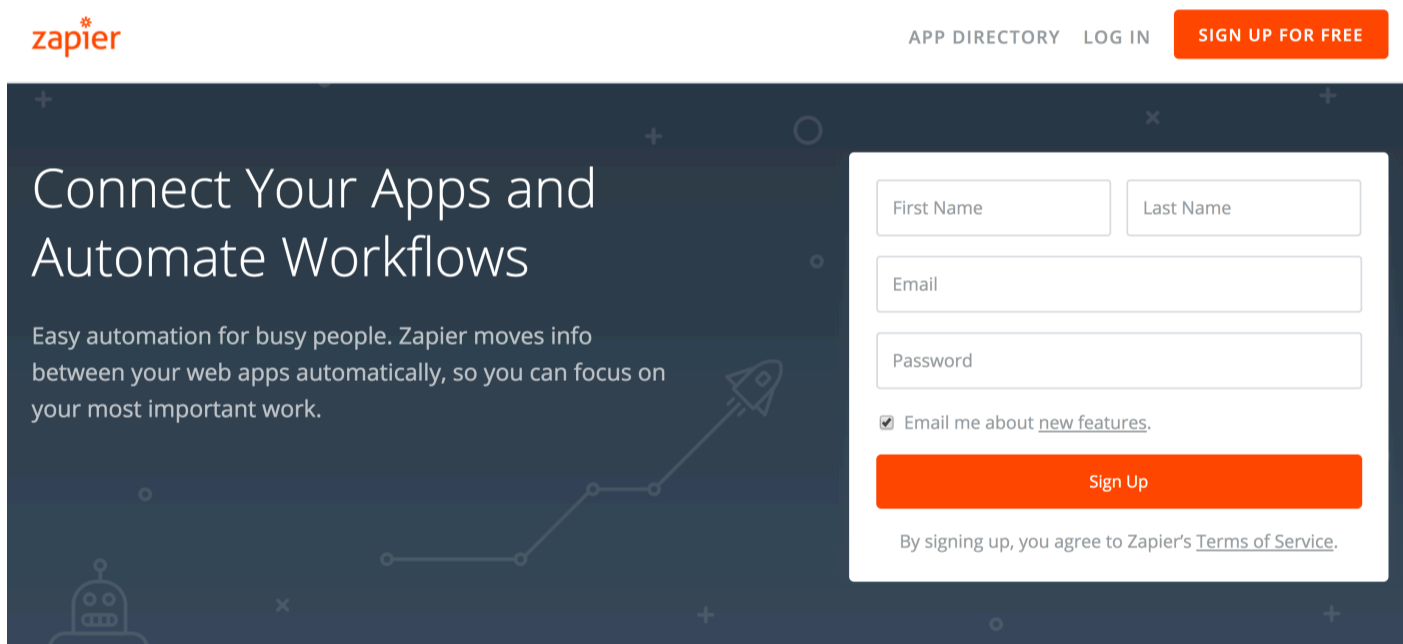 zapier
APP DIRECTORY
LOG IN
SIGN UP FOR FREE
Connect Your Apps and
Automate Workflows
Easy automation for busy people. Zapier moves info
between your web apps automatically, so you can focus on
your most important work.
First Name
Last Name
Email
Password
Email me about new features.
Sign Up
By signing up, you agree to Zapier’s Terms of Service.